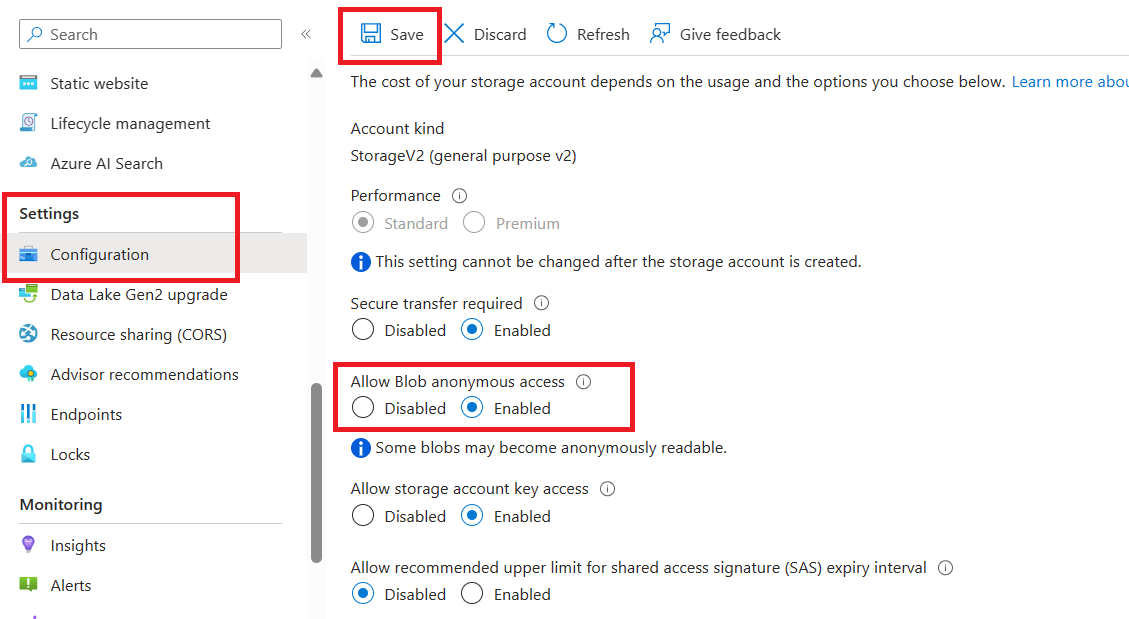 Search
«
Static website
Lifecycle management
Azure AI Search
Settings
Configuration
Data Lake Gen2 upgrade
Resource sharing (CORS)
Advisor recommendations
Endpoints
Locks
Monitoring
Insights
Alerts
Save Discard Refresh Give feedback
The cost of your storage account depends on the usage and the options you choose below. Learn more abou
Account kind
StorageV2 (general purpose v2)
Performance
Standard Premium
This setting cannot be changed after the storage account is created.
Secure transfer required
Disabled Enabled
Allow Blob anonymous access
Disabled Enabled
Some blobs may become anonymously readable.
Allow storage account key access
Disabled Enabled
Allow recommended upper limit for shared access signature (SAS) expiry interval
Disabled Enabled